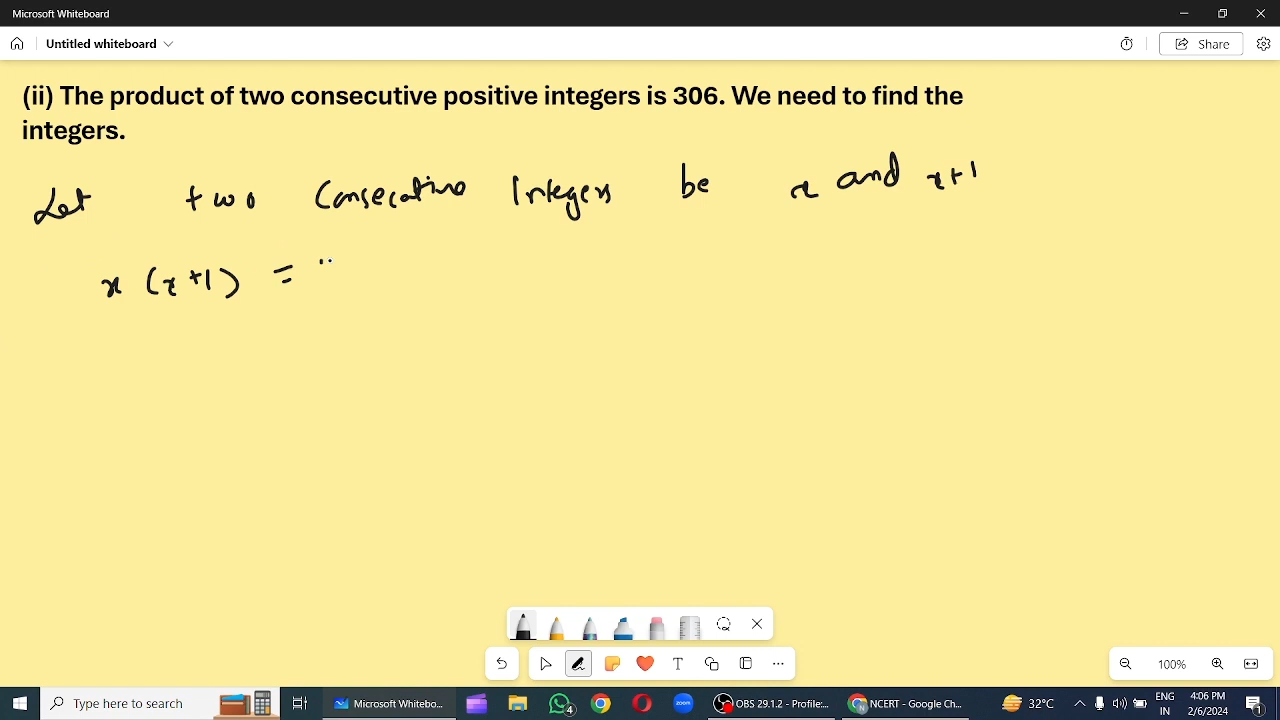 Microsoft Whiteboard
Untitled whiteboard
Share
(ii) The product of two consecutive positive integers is 306. We need to find the
integers.
Let two Consecutive Integers be x and x+1
x (x+1) =
100%
Type here to search
Microsoft Whitebo...
4
OBS 29.1.2 - Profile:...
NCERT - Google Ch...
32°C
ENG
IN
4:06 PM
2/6/2024
1